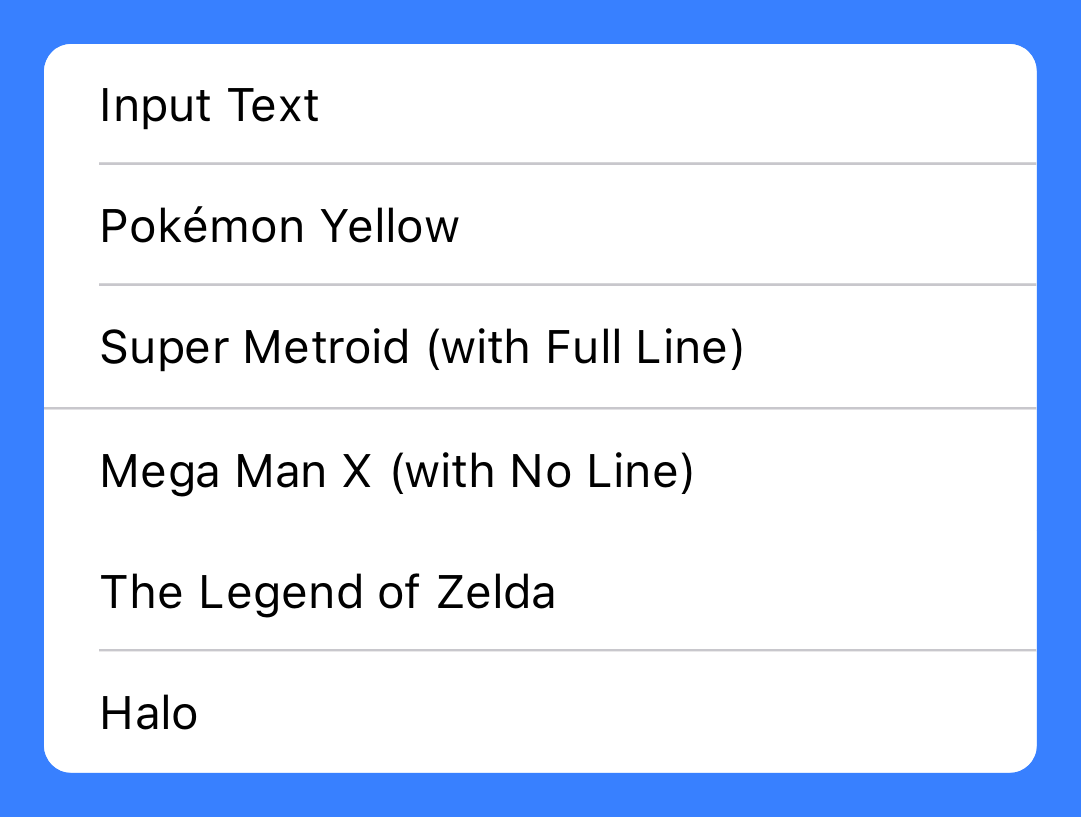 Input Text
Pokémon Yellow
Super Metroid (with Full Line)
Mega Man X (with No Line)
The Legend of Zelda
Halo